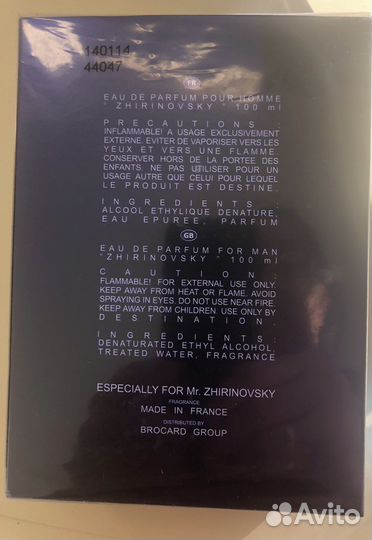 140114
44047
FR
EAU DE PARFUM POUR HOMME
“ ZHIRINOVSKY ” 100 ml
PRECAUTIONS :
INFLAMMABLE! A USAGE EXCLUSIVEMENT
EXTERNE. EVITER DE VAPORISER VERS LES
YEUX ET VERS UNE FLAMME.
CONSERVER HORS DE LA PORTEE DES
ENFANTS. NE PAS UTILISER POUR UN
USAGE AUTRE QUE CELUI POUR LEQUEL
LE PRODUIT EST DESTINE.
INGREDIENTS :
ALCOOL ETHYLIQUE DENATURE,
EAU EPUREE, PARFUM
GB
EAU DE PARFUM FOR MAN
“ ZHIRINOVSKY ” 100 ml
CAUTION :
FLAMMABLE! FOR EXTERNAL USE ONLY.
KEEP AWAY FROM HEAT OR FLAME. AVOID
SPRAYING IN EYES. DO NOT USE NEAR FIRE.
KEEP AWAY FROM CHILDREN. USE ONLY BY
DESTINATION.
INGREDIENTS :
DENATURATED ETHYL ALCOHOL,
TREATED WATER, FRAGRANCE
ESPECIALLY FOR Mr. ZHIRINOVSKY
FRAGRANCE
MADE IN FRANCE
DISTRIBUTED BY
BROCARD GROUP
Avito